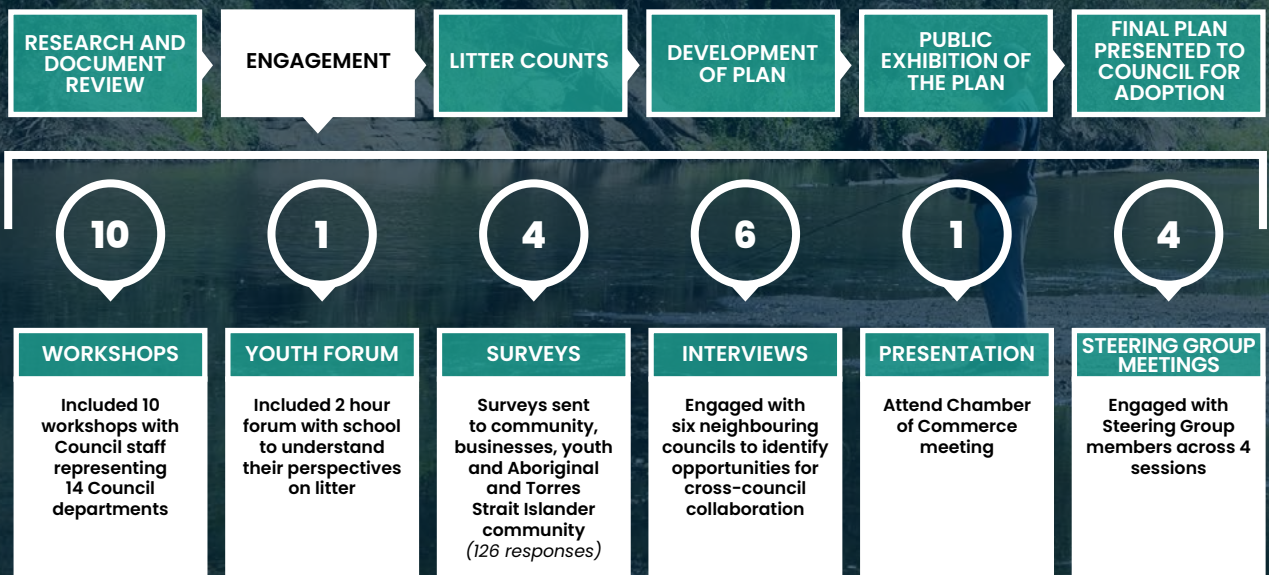 RESEARCH AND
DOCUMENT
REVIEW
ENGAGEMENT
LITTER COUNTS
DEVELOPMENT
OF PLAN
PUBLIC
EXHIBITION OF
THE PLAN
FINAL PLAN
PRESENTED TO
COUNCIL FOR
ADOPTION
10
WORKSHOPS
Included 10
workshops with
Council staff
representing
14 Council
departments
1
YOUTH FORUM
Included 2 hour
forum with school
to understand
their perspectives
on litter
4
SURVEYS
Surveys sent
to community,
businesses, youth
and Aboriginal
and Torres
Strait Islander
community
(126 responses)
6
INTERVIEWS
Engaged with
six neighbouring
councils to identify
opportunities for
cross-council
collaboration
1
PRESENTATION
Attend Chamber
of Commerce
meeting
4
STEERING GROUP
MEETINGS
Engaged with
Steering Group
members across 4
sessions